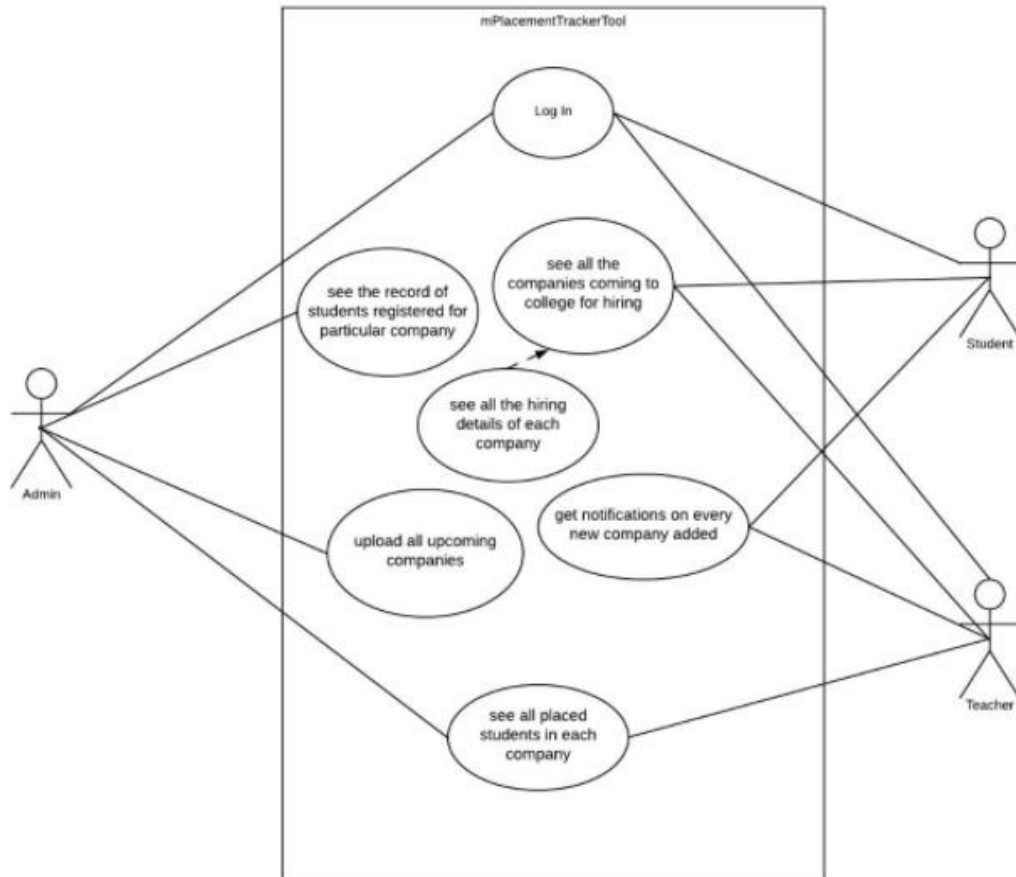 mPlacementTrackerTool
Log In
see all the
companies coming to
college for hiring
see the record of
students registered for
particular company
Student
see all the hiring
details of each
company
Admin
get notifications on every
new company added
upload all upcoming
companies
Teacher
see all placed
students in each
company